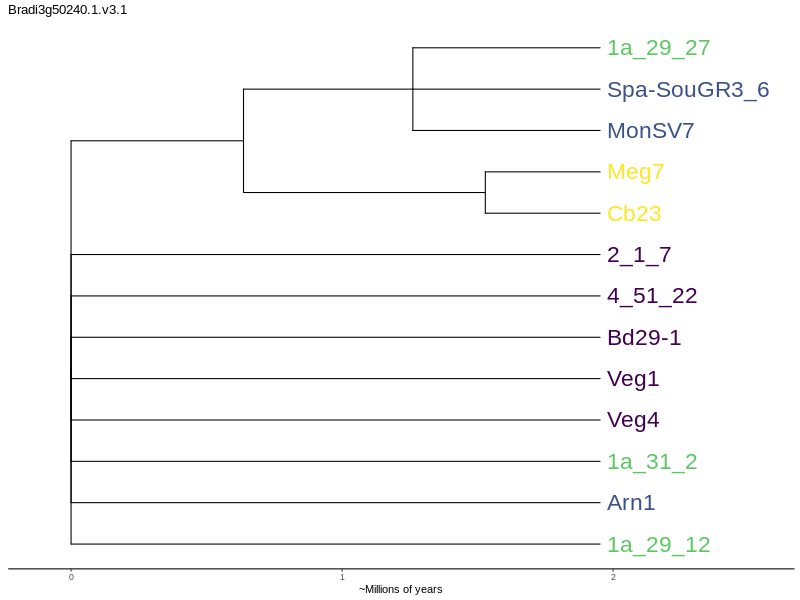 Bradi3g50240.1.v3.1
1a_29_27
Spa-SouGR3_6
MonSV7
Meg7
Cb23
2_1_7
4_51_22
Bd29-1
Veg1
Veg4
1a_31_2
Arn1
1a_29_12
0 1 2
~Millions of years